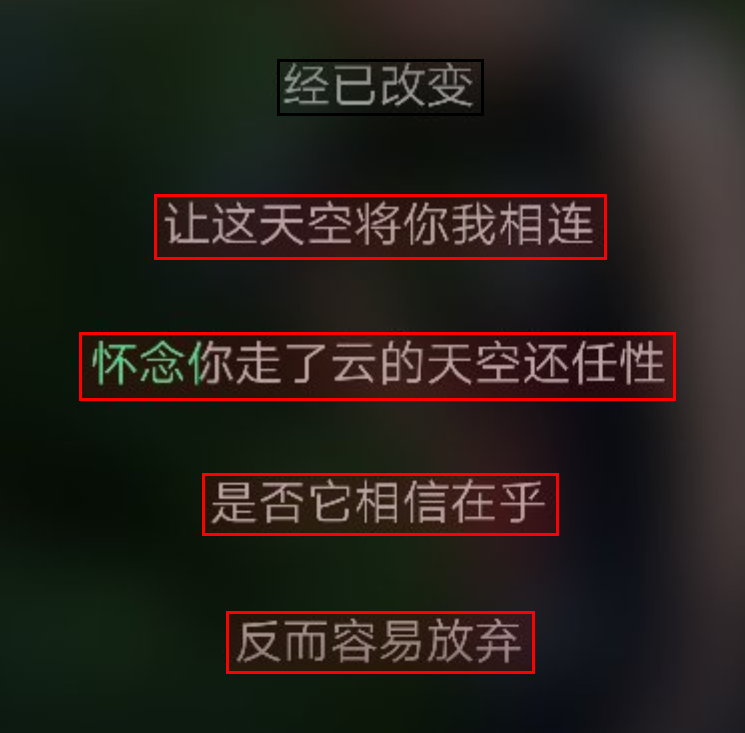 经已改变
让这天空将你我相连
怀念你走了云的天空还任性
是否它相信在乎
反而容易放弃